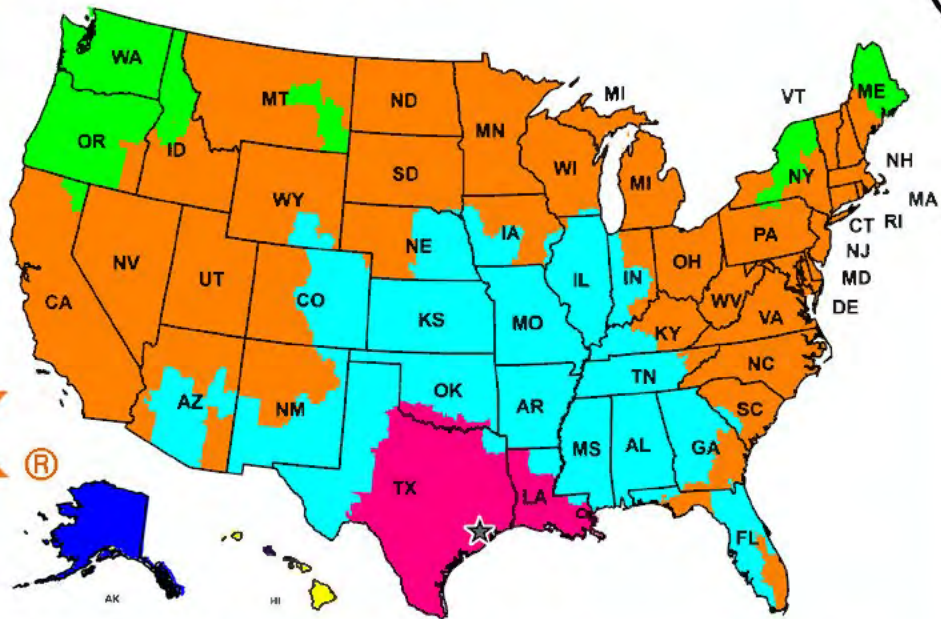 WA
MT
ND
MN
MI
VT
ME
OR
ID
SD
WI
MI
NY
NH
WY
MA
NE
IA
PA
CT
RI
NV
UT
CO
IL
IN
OH
NJ
CA
WV
MD
KS
MO
KY
VA
DE
AZ
NM
OK
AR
TN
NC
SC
MS
AL
GA
®
TX
LA
FL
AK
HI